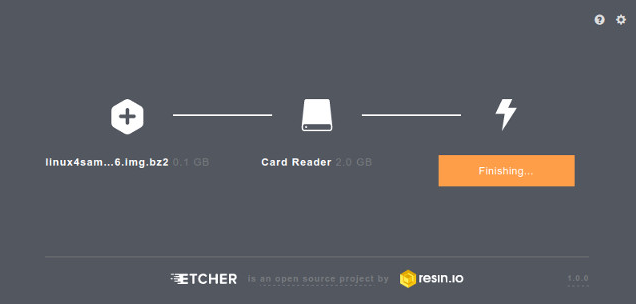 linux4sam...6.img.bz2 0.1 GB
Card Reader 2.0 GB
Finishing...
ETCHER is an open source project by resin.io
1.0.0